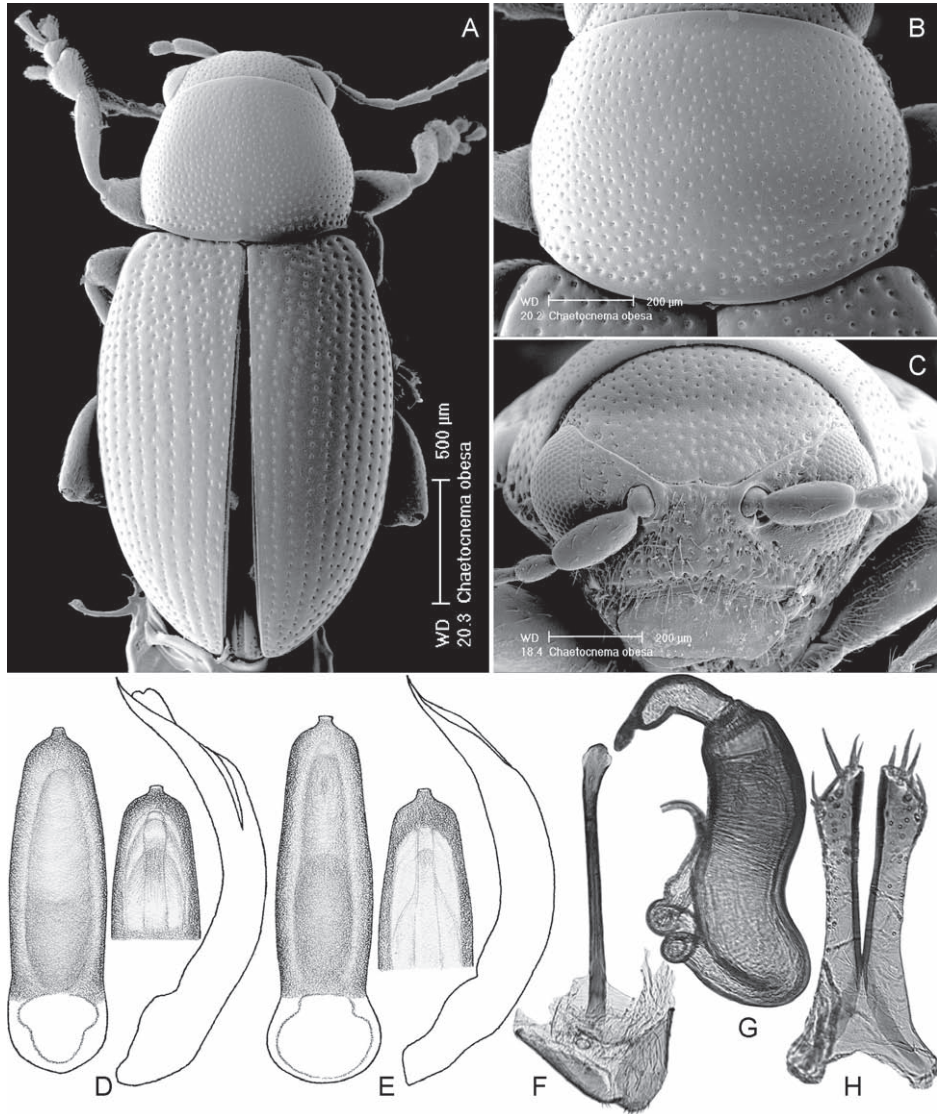 A
WD 500 µm
20.3 Chaetocnema obesa
B
WD 200 µm
20.2 Chaetocnema obesa
C
WD 200 µm
18.4 Chaetocnema obesa
D
E
F
G
H